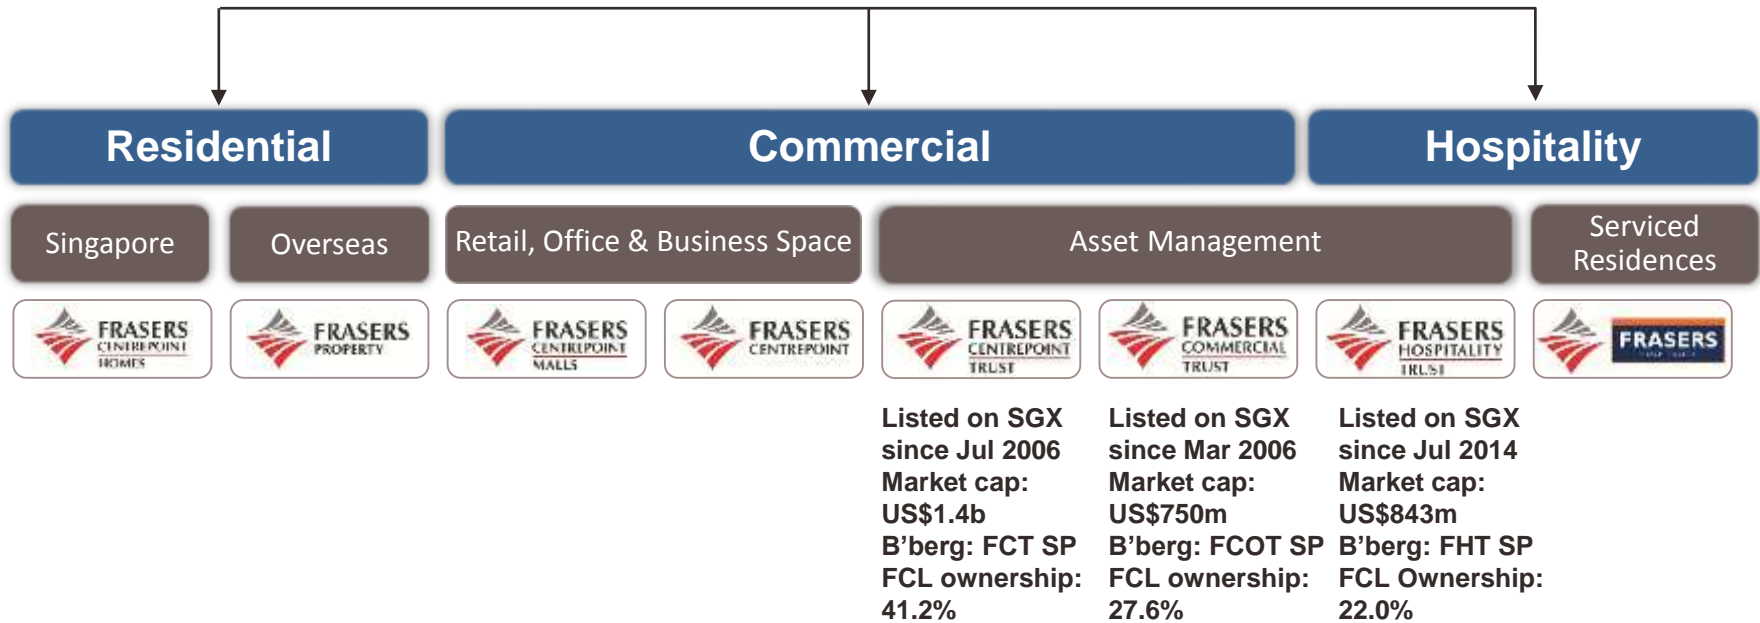 Residential
Commercial
Hospitality
Singapore
Overseas
Retail, Office & Business Space
Asset Management
Serviced
Residences
FRASERS
CENTREPOINT
HOMES
FRASERS
PROPERTY
FRASERS
CENTREPOINT
MALLS
FRASERS
CENTREPOINT
FRASERS
CENTREPOINT
TRUST
FRASERS
COMMERCIAL
TRUST
FRASERS
HOSPITALITY
TRUST
FRASERS
Listed on SGX
since Jul 2006
Market cap:
US$1.4b
B’berg: FCT SP
FCL ownership:
41.2%
Listed on SGX
since Mar 2006
Market cap:
US$750m
B’berg: FCOT SP
FCL ownership:
27.6%
Listed on SGX
since Jul 2014
Market cap:
US$843m
B’berg: FHT SP
FCL Ownership:
22.0%